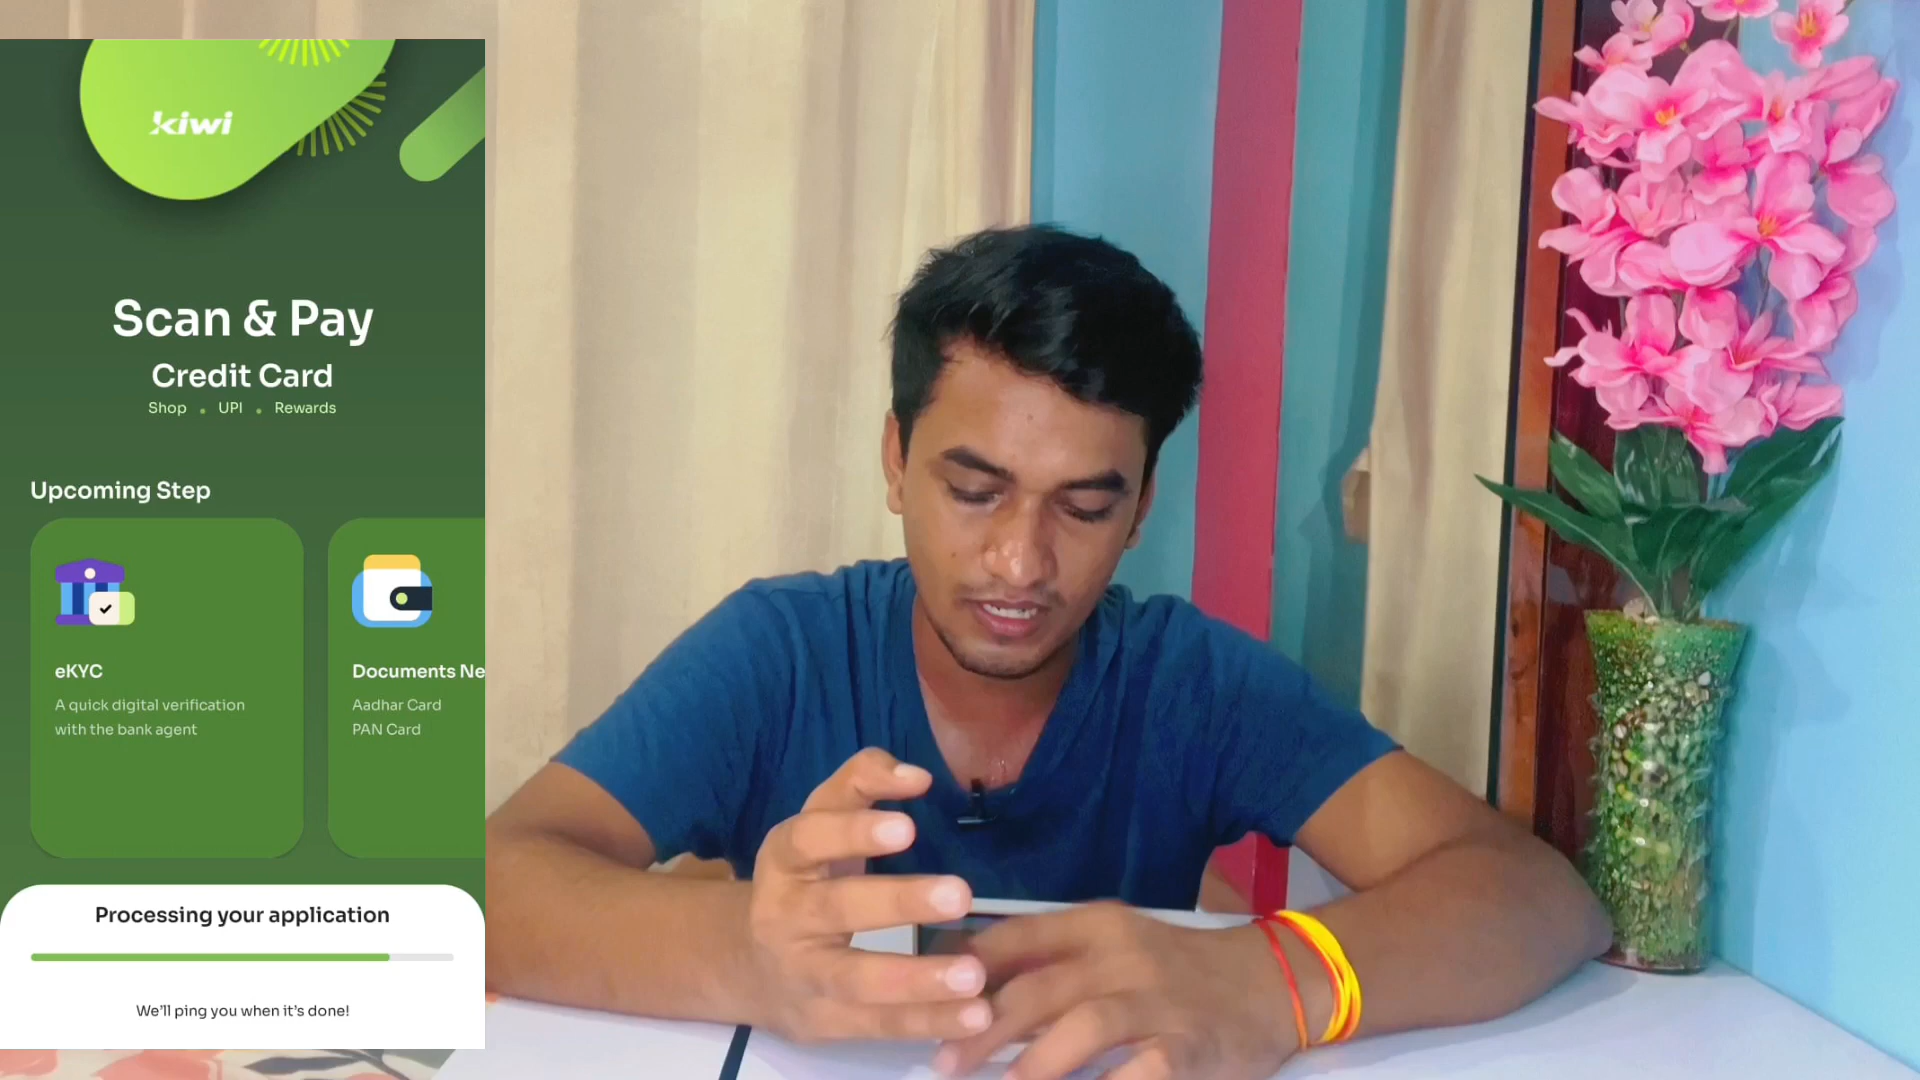 kiwi
Scan & Pay
Credit Card
Shop . UPI . Rewards
Upcoming Step
eKYC
A quick digital verification
with the bank agent
Documents Ne
Aadhar Card
PAN Card
Processing your application
We'll ping you when it's done!